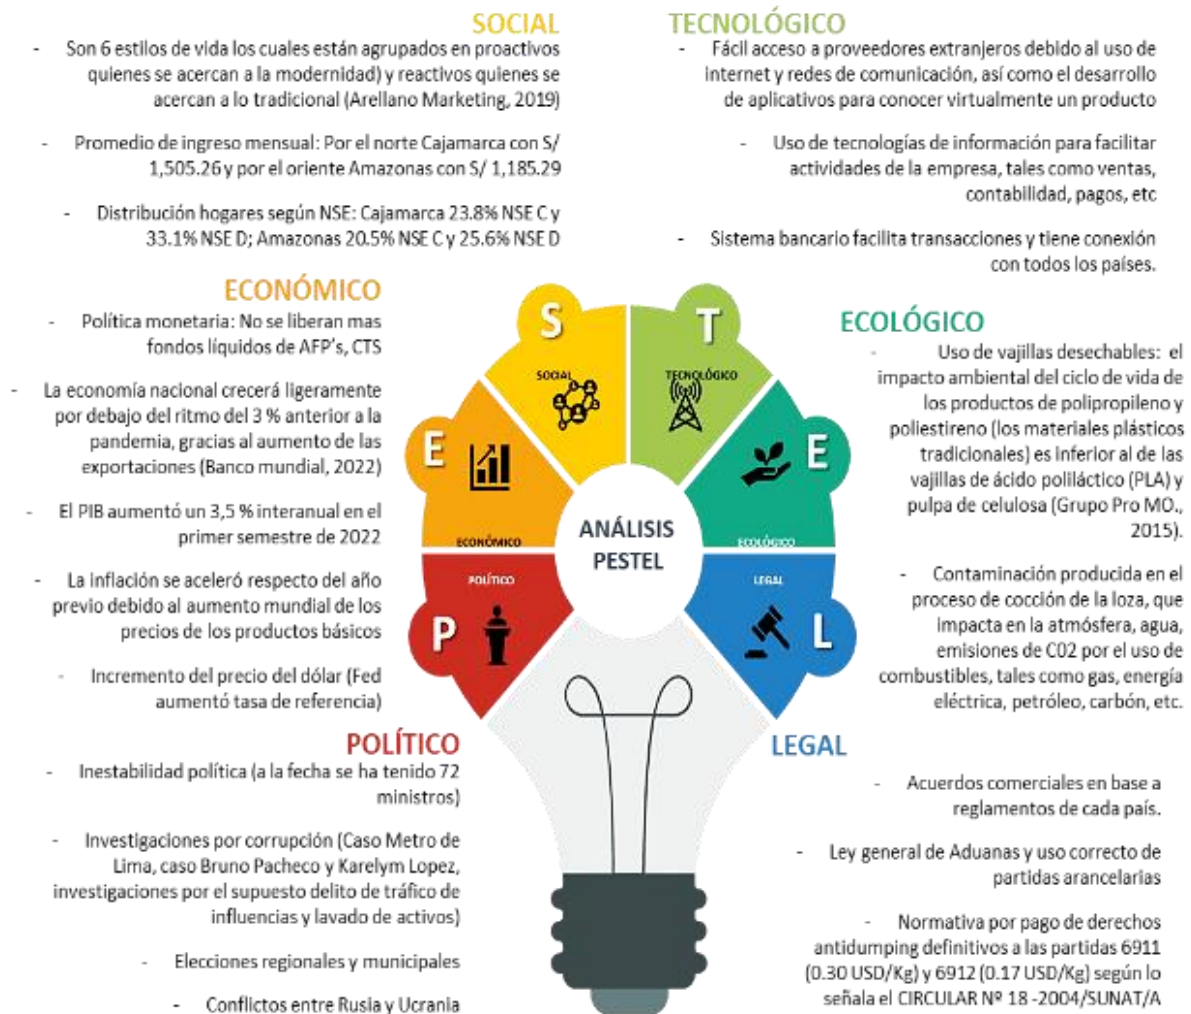 SOCIAL
- Son 6 estilos de vida los cuales están agrupados en proactivos
quienes se acercan a la modernidad) y reactivos quienes se
acercan a lo tradicional (Arellano Marketing, 2019)
- Promedio de ingreso mensual: Por el norte Cajamarca con S/
1,505.26 y por el oriente Amazonas con S/ 1,185.29
- Distribución hogares según NSE: Cajamarca 23.8% NSE C y
33.1% NSE D; Amazonas 20.5% NSE C y 25.6% NSE D
TECNOLÓGICO
- Fácil acceso a proveedores extranjeros debido al uso de
internet y redes de comunicación, así como el desarrollo
de aplicativos para conocer virtualmente un producto
- Uso de tecnologías de información para facilitar
actividades de la empresa, tales como ventas,
contabilidad, pagos, etc
- Sistema bancario facilita transacciones y tiene conexión
con todos los países.
ECONÓMICO
- Política monetaria: No se liberan mas
fondos líquidos de AFP's, CTS
- La economía nacional crecerá ligeramente
por debajo del ritmo del 3 % anterior a la
pandemia, gracias al aumento de las
exportaciones (Banco mundial, 2022)
- El PIB aumentó un 3,5 % interanual en el
primer semestre de 2022
- La inflación se aceleró respecto del año
previo debido al aumento mundial de los
precios de los productos básicos
- Incremento del precio del dólar (Fed
aumentó tasa de referencia)
S
SOCIAL
T
TECNOLÓGICO
E
ECONÓMICO
E
ECOLÓGICO
ANÁLISIS
PESTEL
P
POLÍTICO
L
LEGAL
ECOLÓGICO
- Uso de vajillas desechables: el
impacto ambiental del ciclo de vida de
los productos de polipropileno y
poliestireno (los materiales plásticos
tradicionales) es inferior al de las
vajillas de ácido poliláctico (PLA) y
pulpa de celulosa (Grupo Pro MO.,
2015).
- Contaminación producida en el
proceso de cocción de la loza, que
impacta en la atmósfera, agua,
emisiones de C02 por el uso de
combustibles, tales como gas, energía
eléctrica, petróleo, carbón, etc.
POLÍTICO
- Inestabilidad política (a la fecha se ha tenido 72
ministros)
- Investigaciones por corrupción (Caso Metro de
Lima, caso Bruno Pacheco y Karelym Lopez,
investigaciones por el supuesto delito de tráfico de
influencias y lavado de activos)
- Elecciones regionales y municipales
- Conflictos entre Rusia y Ucrania
LEGAL
- Acuerdos comerciales en base a
reglamentos de cada país.
- Ley general de Aduanas y uso correcto de
partidas arancelarias
- Normativa por pago de derechos
antidumping definitivos a las partidas 6911
(0.30 USD/Kg) y 6912 (0.17 USD/Kg) según lo
señala el CIRCULAR Nº 18 -2004/SUNAT/A